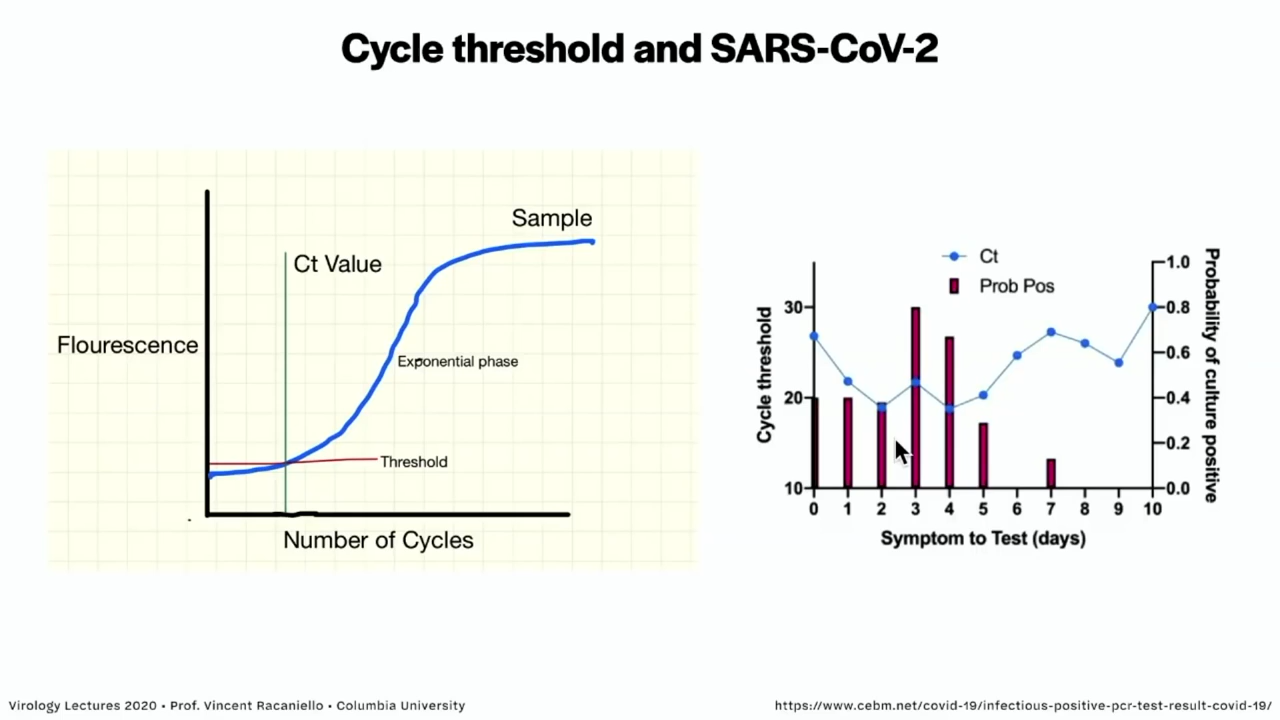 Cycle threshold and SARS-CoV-2
Sample
Ct Value
Flourescence
Exponential phase
Threshold
Number of Cycles
Ct
Prob Pos
Cycle threshold
30
20
10
1.0
0.8
0.6
0.4
0.2
0.0
Probability of culture positive
0 1 2 3 4 5 6 7 8 9 10
Symptom to Test (days)
Virology Lectures 2020 • Prof. Vincent Racaniello • Columbia University
https://www.cebm.net/covid-19/infectious-positive-pcr-test-result-covid-19/